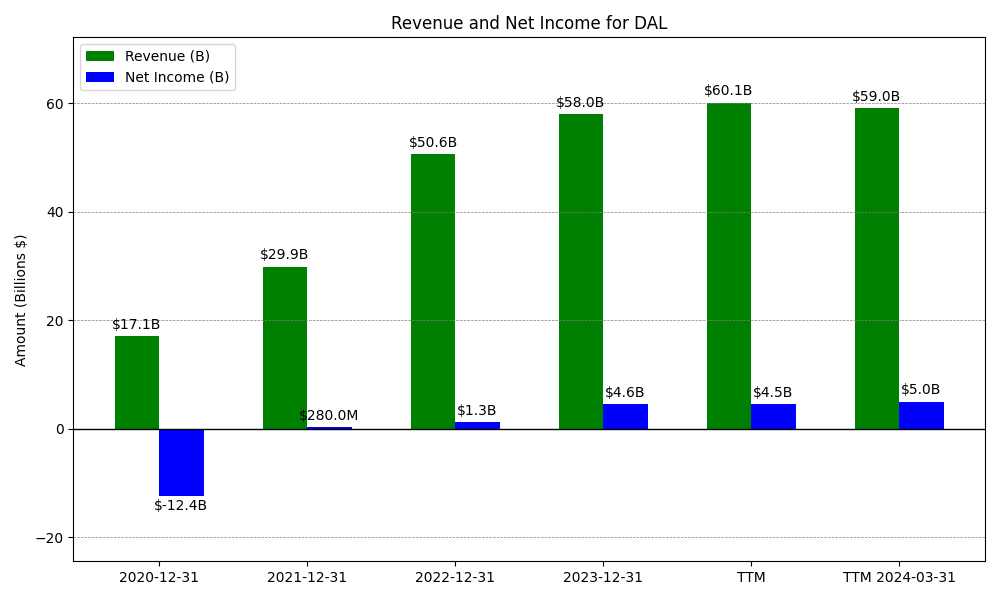 Revenue and Net Income for DAL
Revenue (B)
Net Income (B)
Amount (Billions $)
60
40
20
0
−20
$17.1B
$-12.4B
$29.9B
$280.0M
$50.6B
$1.3B
$58.0B
$4.6B
$60.1B
$4.5B
$59.0B
$5.0B
2020-12-31
2021-12-31
2022-12-31
2023-12-31
TTM
TTM 2024-03-31